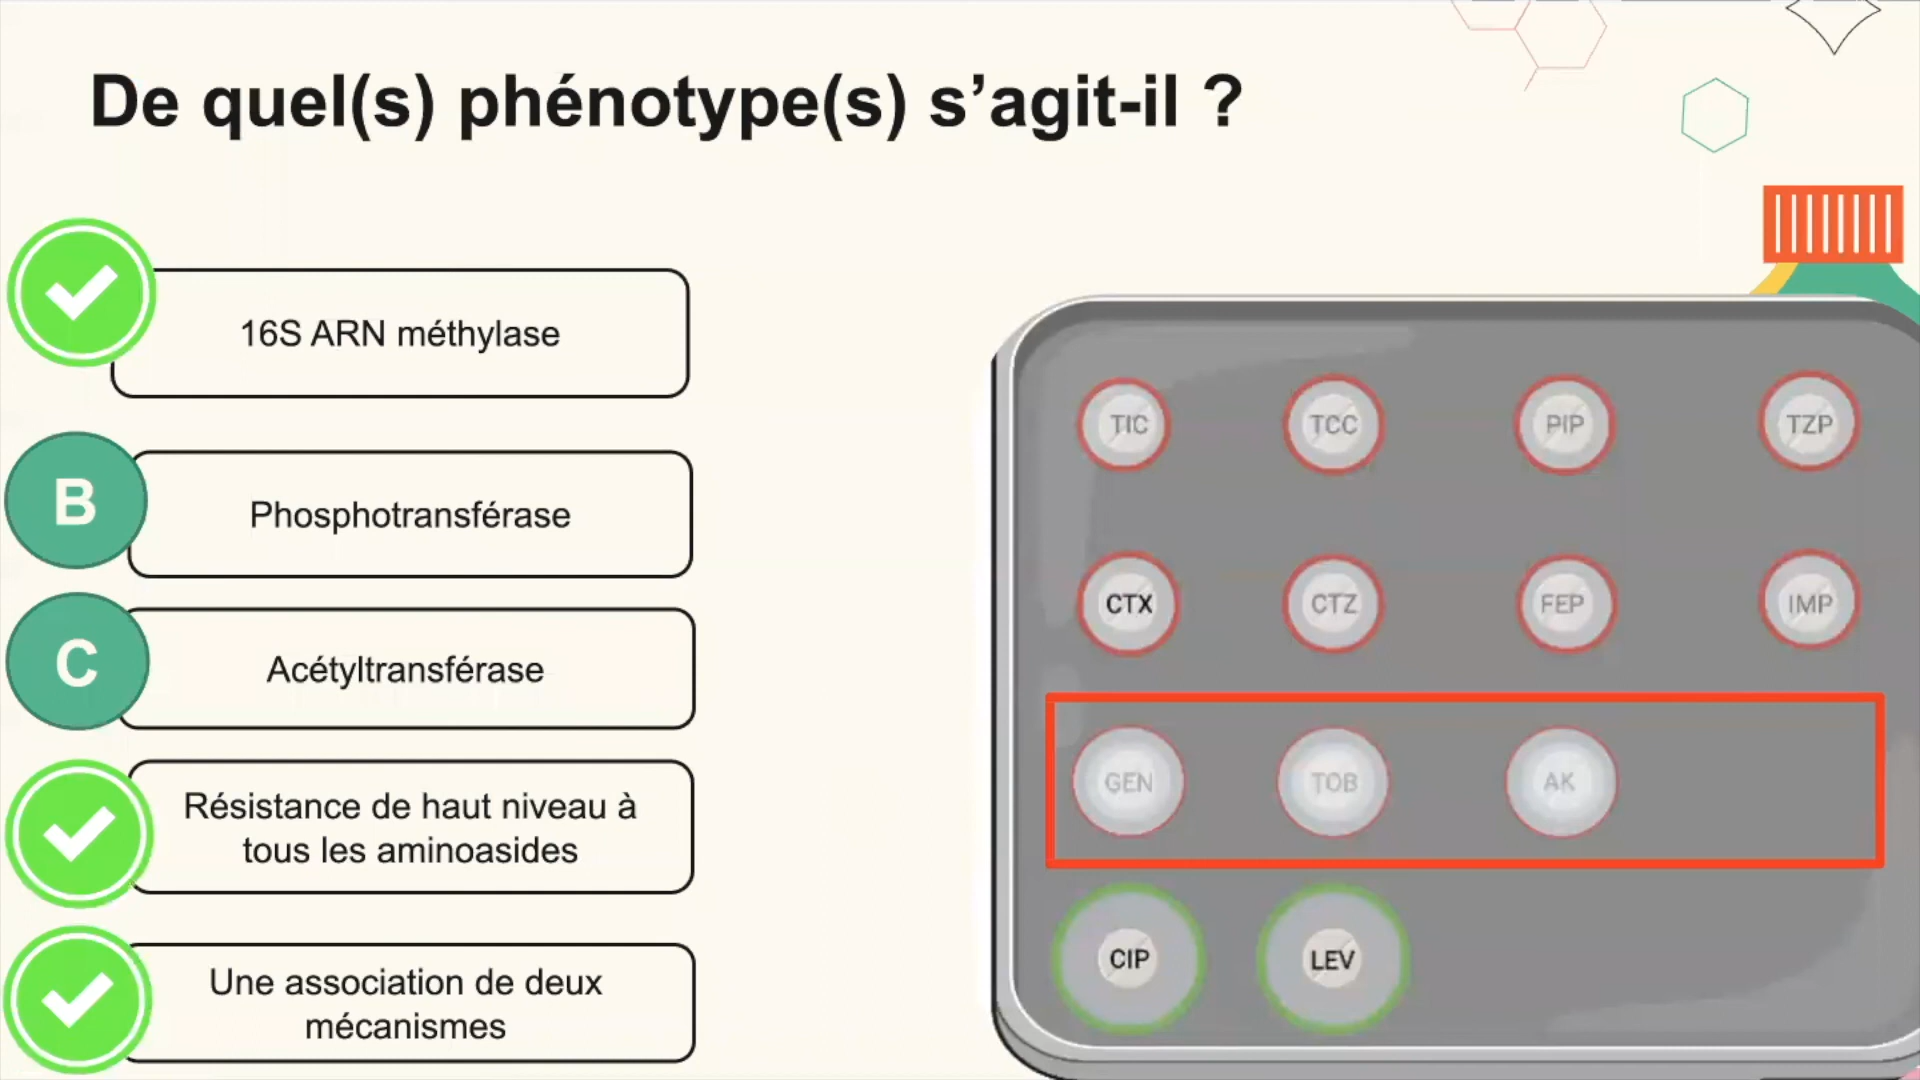 De quel(s) phénotype(s) s’agit-il ?
16S ARN méthylase
B
Phosphotransférase
C
Acétyltransférase
Résistance de haut niveau à
tous les aminoasides
Une association de deux
mécanismes
TIC TCC PIP TZP
CTX CTZ FEP IMP
GEN TOB AK
CIP LEV